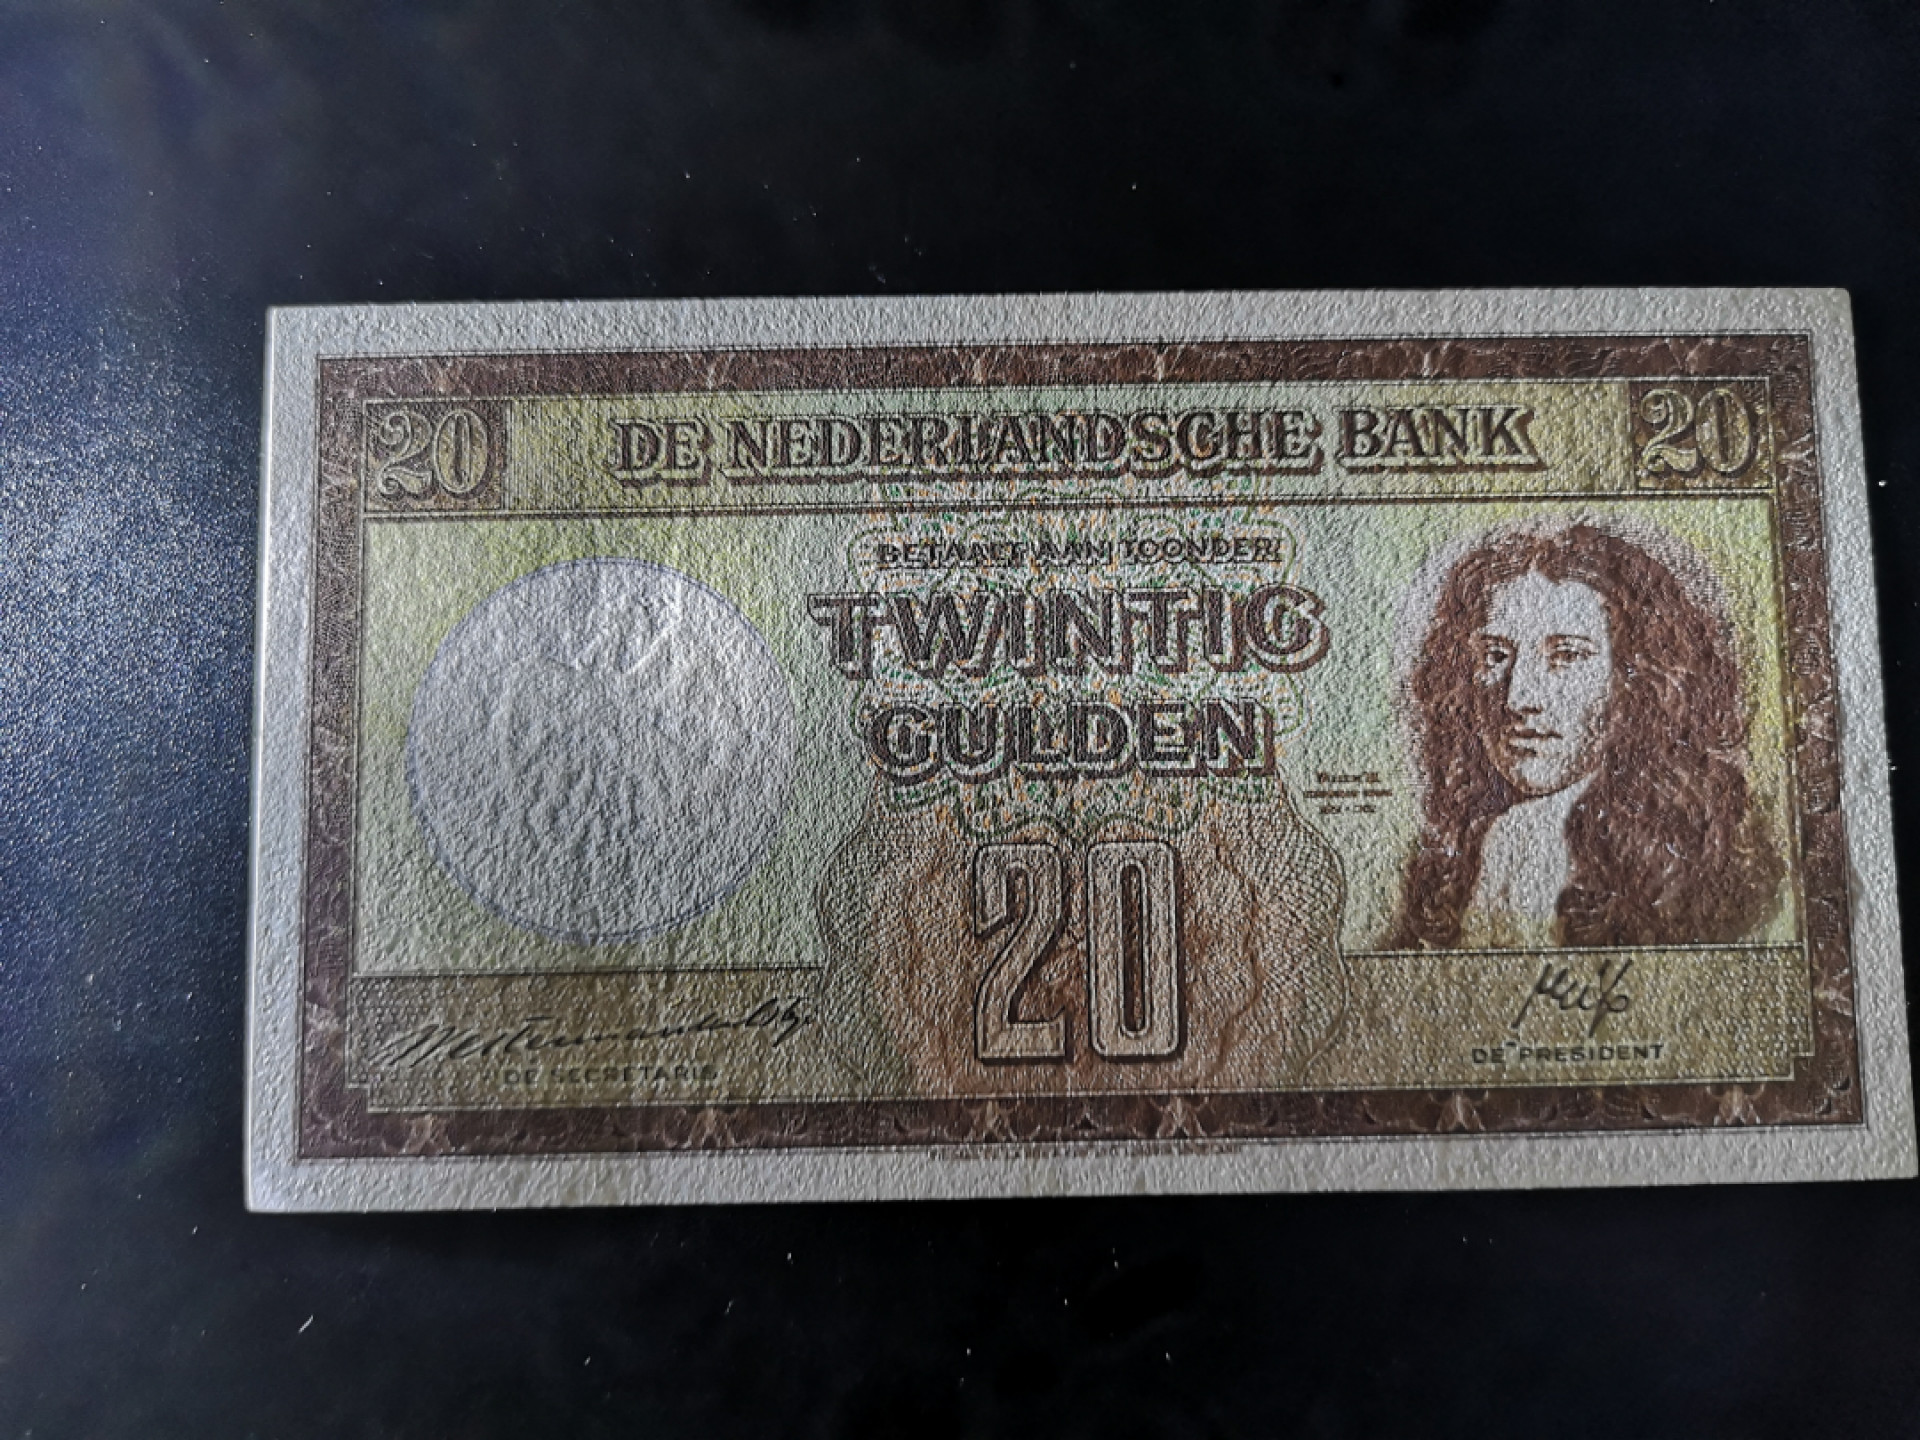 20 DE NEDERLANDSCHE BANK 20
BETAALT AAN TOONDER
TWINTIG
GULDEN
20
DE SECRETARIS
DE PRESIDENT